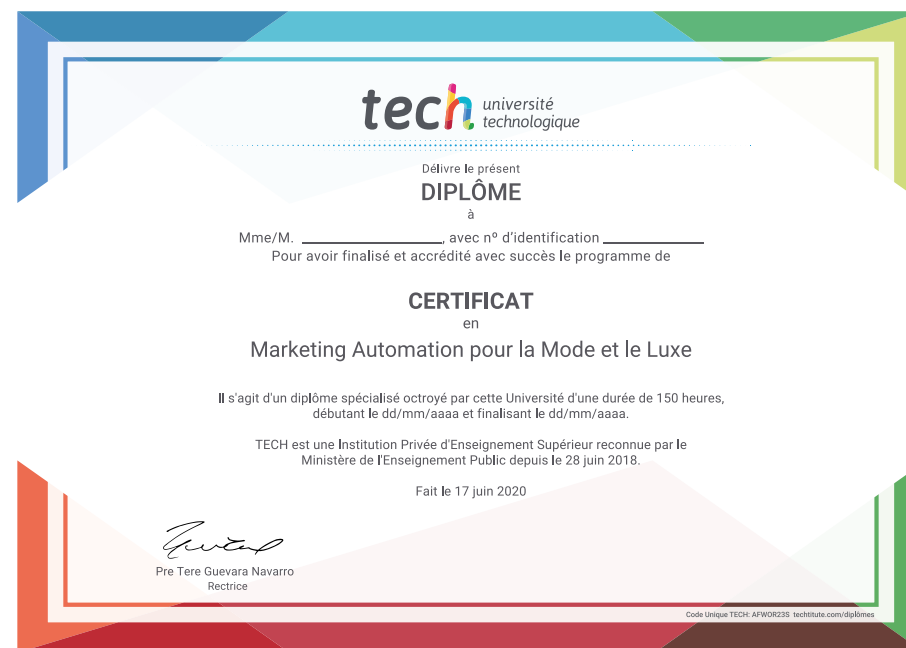 tech université
technologique
Délivre le présent
DIPLÔME
à
Mme/M. ____________________, avec nº d'identification ______________
Pour avoir finalisé et accrédité avec succès le programme de
CERTIFICAT
en
Marketing Automation pour la Mode et le Luxe
Il s'agit d'un diplôme spécialisé octroyé par cette Université d'une durée de 150 heures,
débutant le dd/mm/aaaa et finalisant le dd/mm/aaaa.
TECH est une Institution Privée d'Enseignement Supérieur reconnue par le
Ministère de l'Enseignement Public depuis le 28 juin 2018.
Fait le 17 juin 2020
Pre Tere Guevara Navarro
Rectrice
Code Unique TECH: AFWOR23S techtitute.com/diplômes